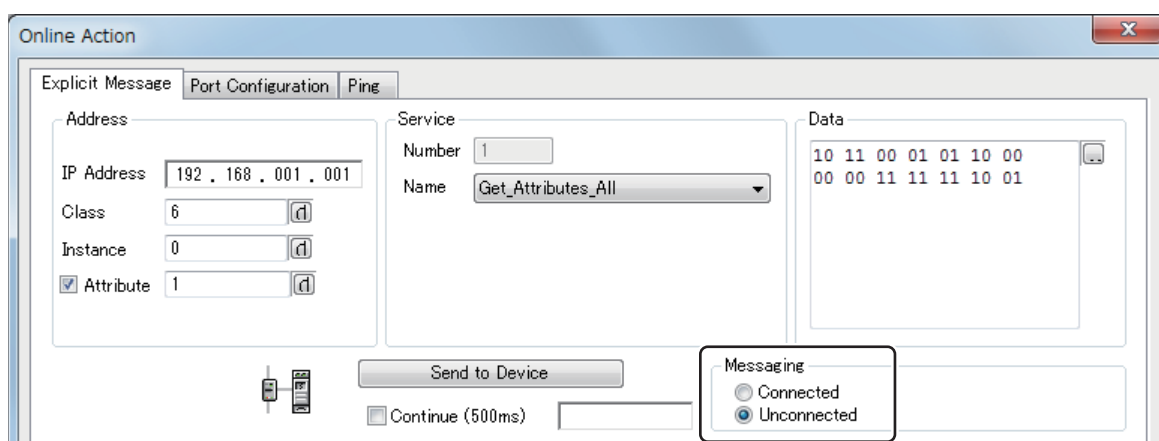 Online Action
Explicit Message Port Configuration Ping
Address
IP Address 192 . 168 . 001 . 001
Class 6 d
Instance 0 d
Attribute 1 d
Service
Number 1
Name Get_Attributes_All
Data
10 11 00 01 01 10 00
00 00 11 11 11 10 01
...
Send to Device
Continue (500ms)
Messaging
Connected
Unconnected